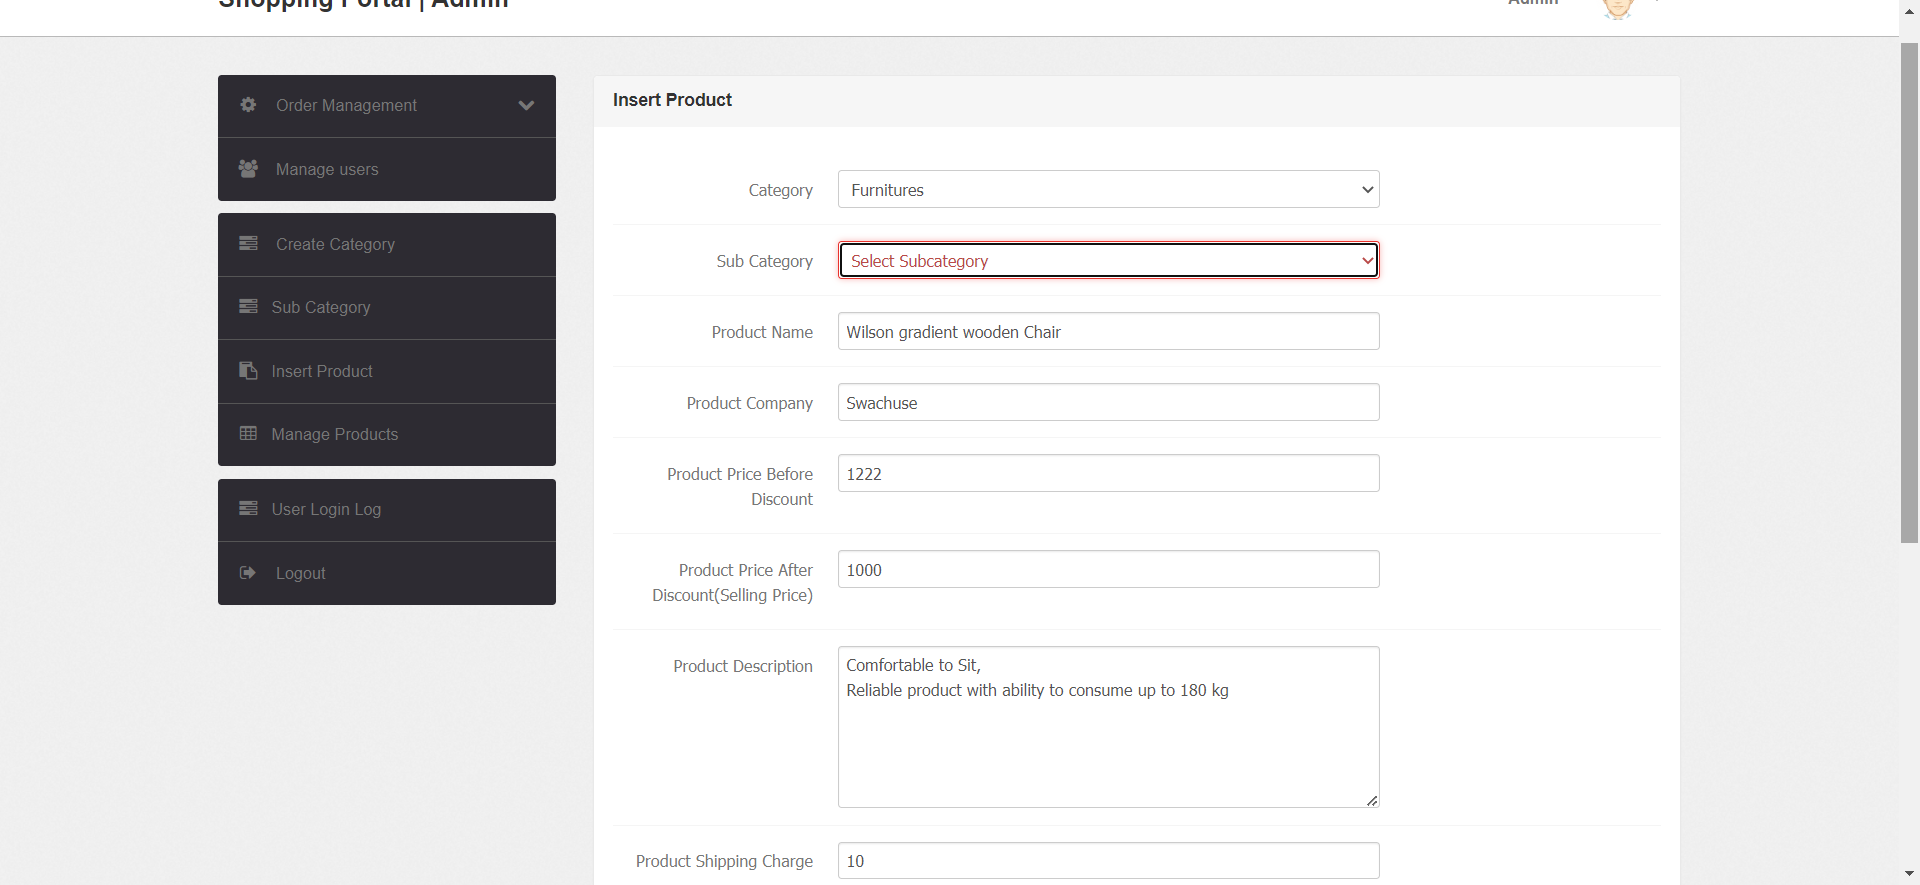 Shopping Portal | Admin
Admin
Order Management
Manage users
Create Category
Sub Category
Insert Product
Manage Products
User Login Log
Logout
Insert Product
Category
Furnitures
Sub Category
Select Subcategory
Product Name
Wilson gradient wooden Chair
Product Company
Swachuse
Product Price Before
Discount
1222
Product Price After
Discount(Selling Price)
1000
Product Description
Comfortable to Sit,
Reliable product with ability to consume up to 180 kg
Product Shipping Charge
10